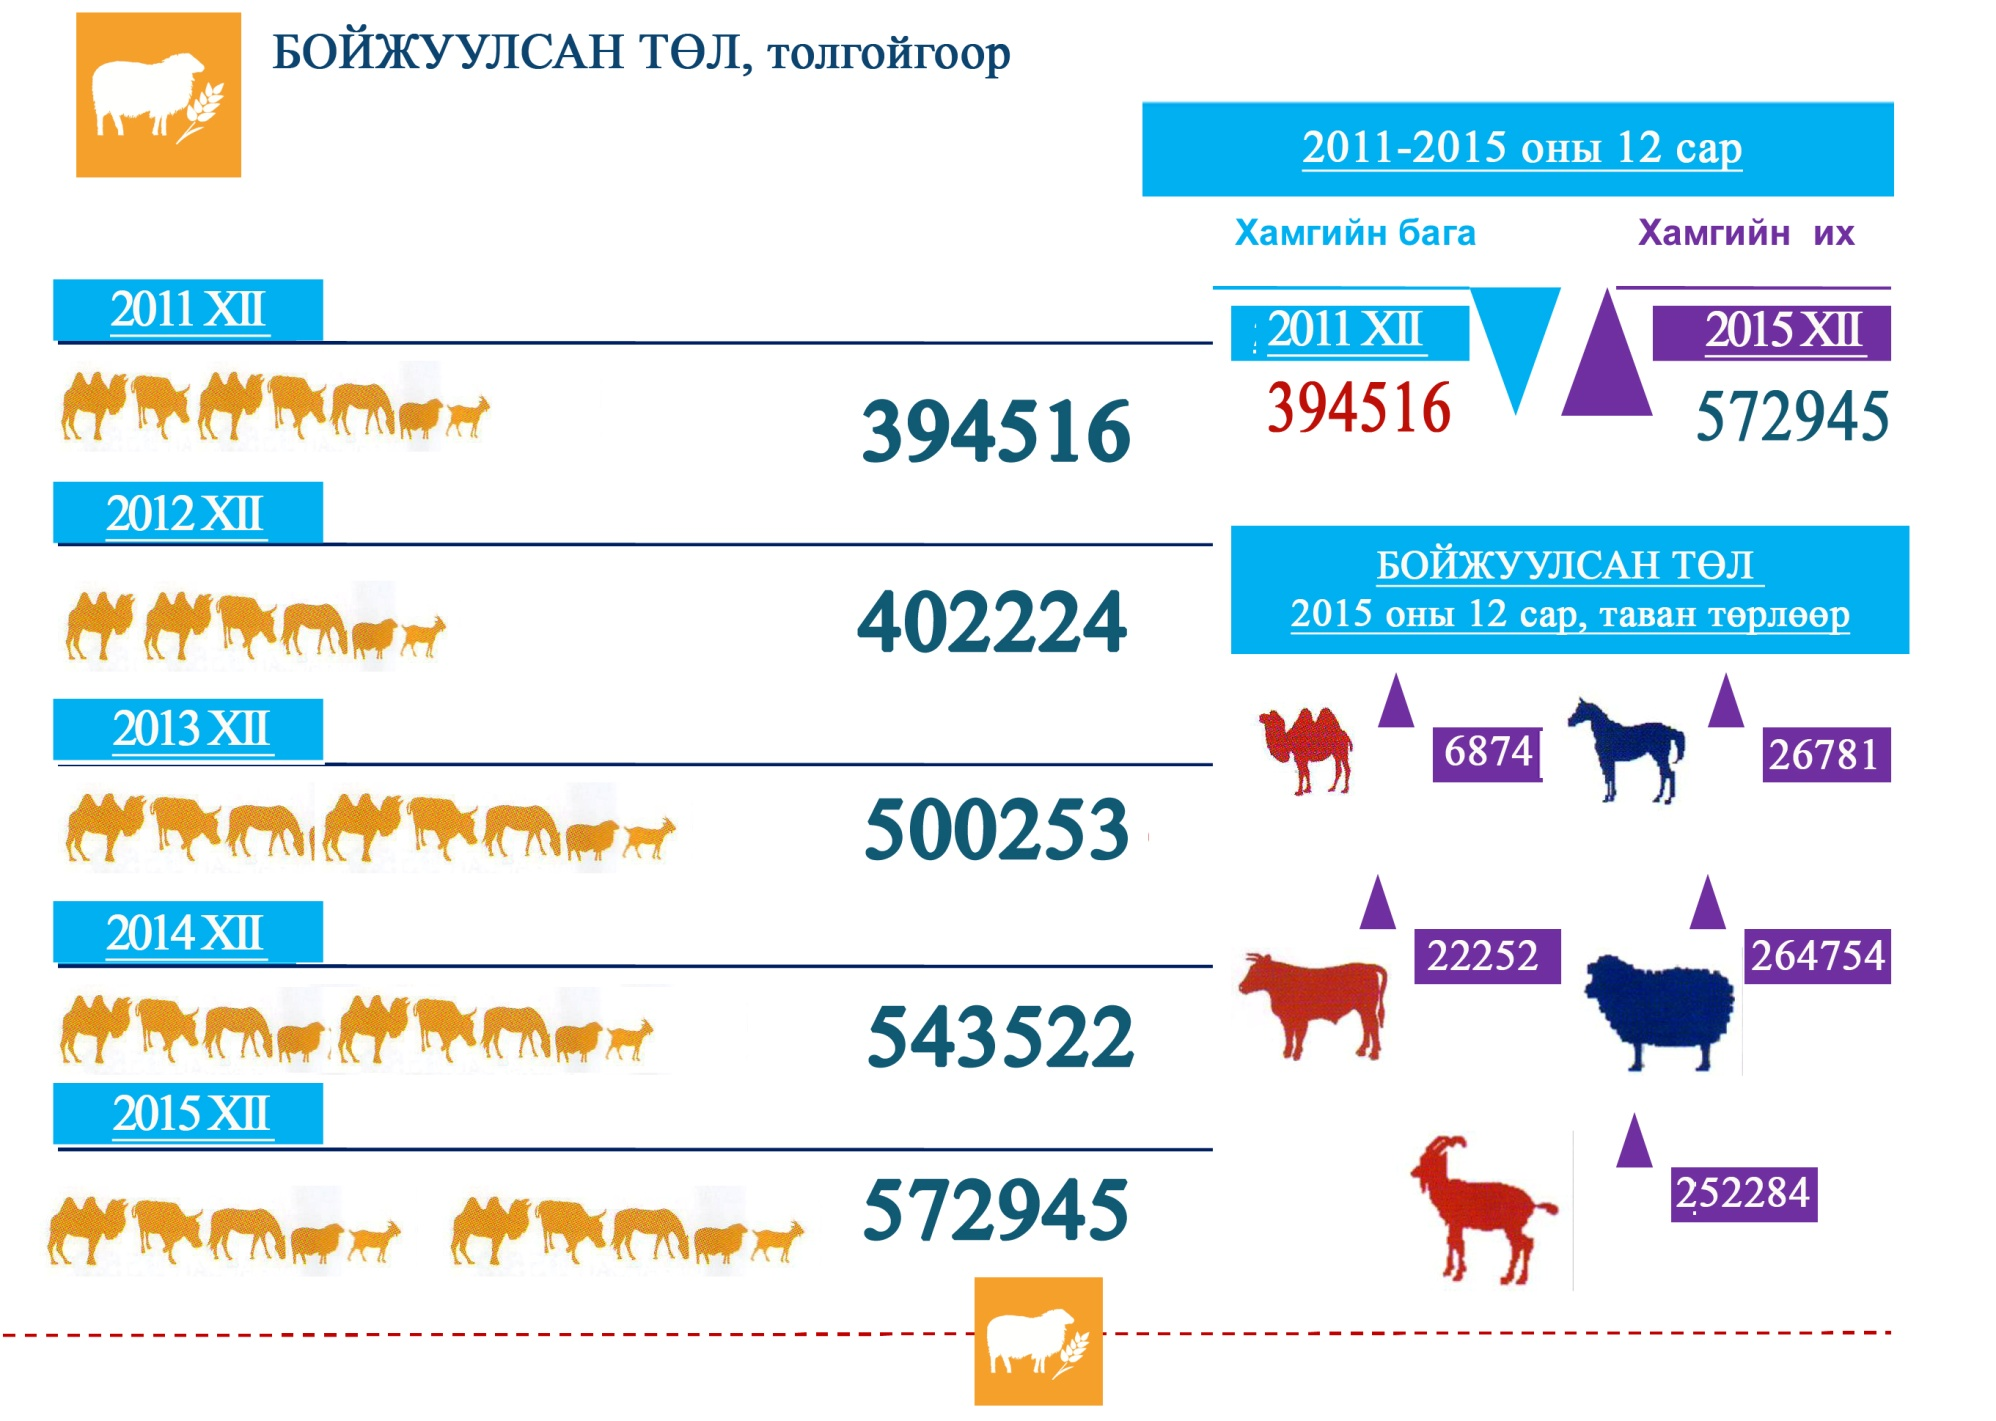 БОЙЖУУЛСАН ТӨЛ, толгойгоор
2011-2015 оны 12 сар
Хамгийн бага
Хамгийн их
2011 XII
394516
2015 XII
572945
2011 XII
394516
2012 XII
402224
2013 XII
500253
2014 XII
543522
2015 XII
572945
БОЙЖУУЛСАН ТӨЛ
2015 оны 12 сар, таван төрлөөр
6874
26781
22252
264754
252284